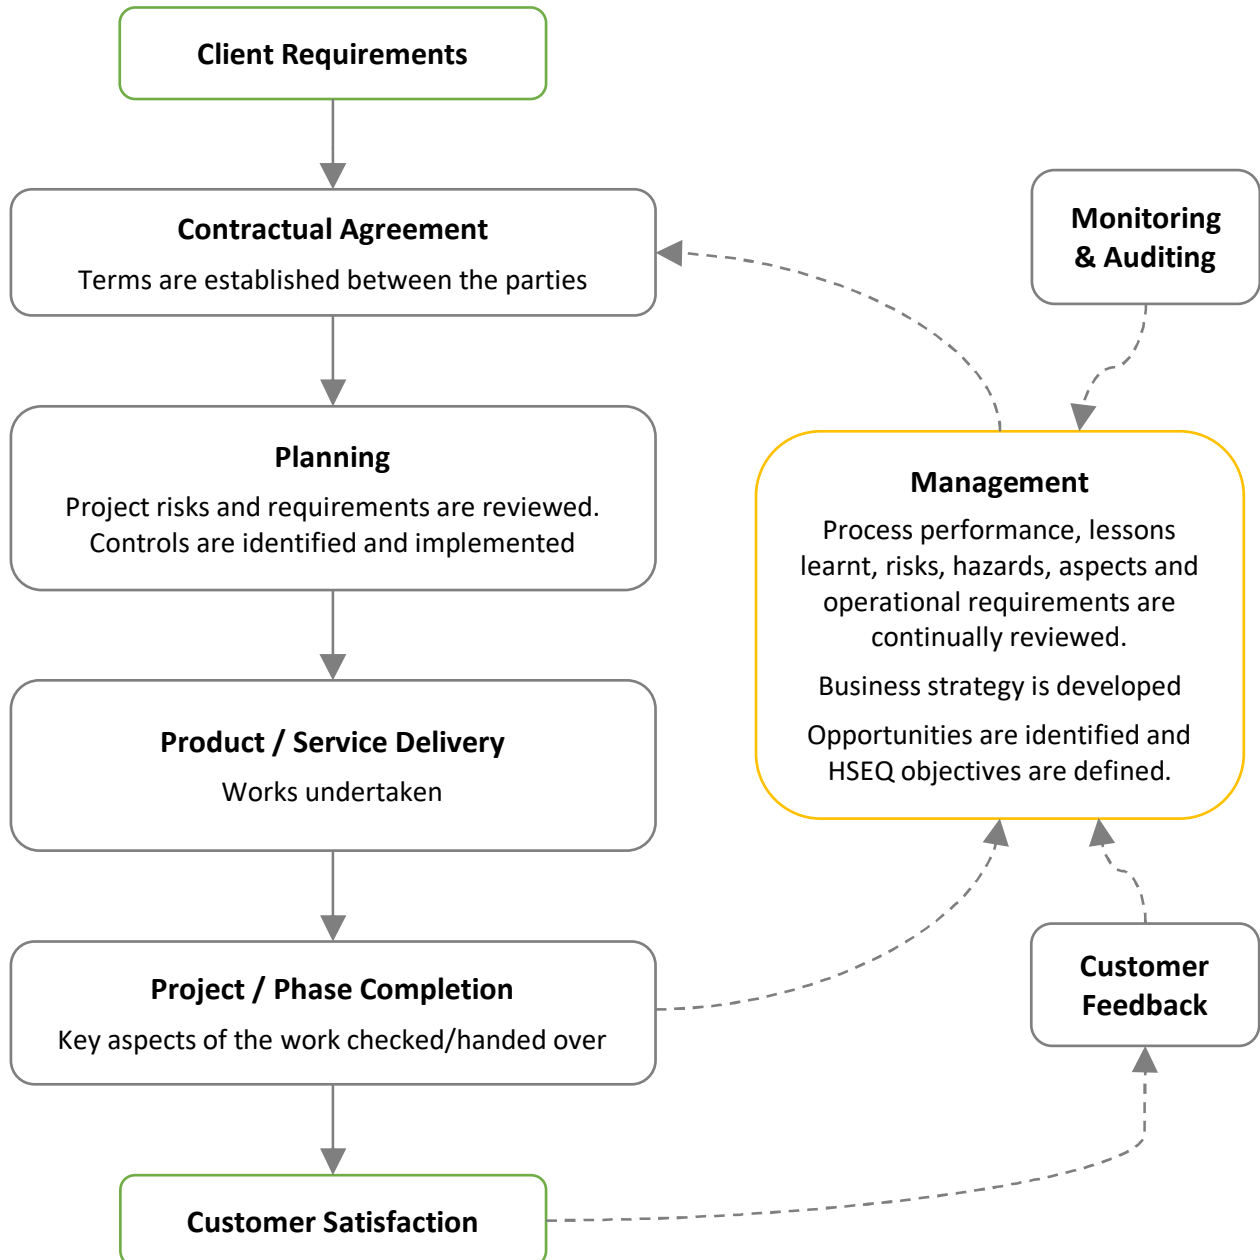 Client Requirements
Contractual Agreement
Terms are established between the parties
Monitoring
& Auditing
Planning
Project risks and requirements are reviewed.
Controls are identified and implemented
Management
Process performance, lessons
learnt, risks, hazards, aspects and
operational requirements are
continually reviewed.
Business strategy is developed
Opportunities are identified and
HSEQ objectives are defined.
Product / Service Delivery
Works undertaken
Project / Phase Completion
Key aspects of the work checked/handed over
Customer
Feedback
Customer Satisfaction